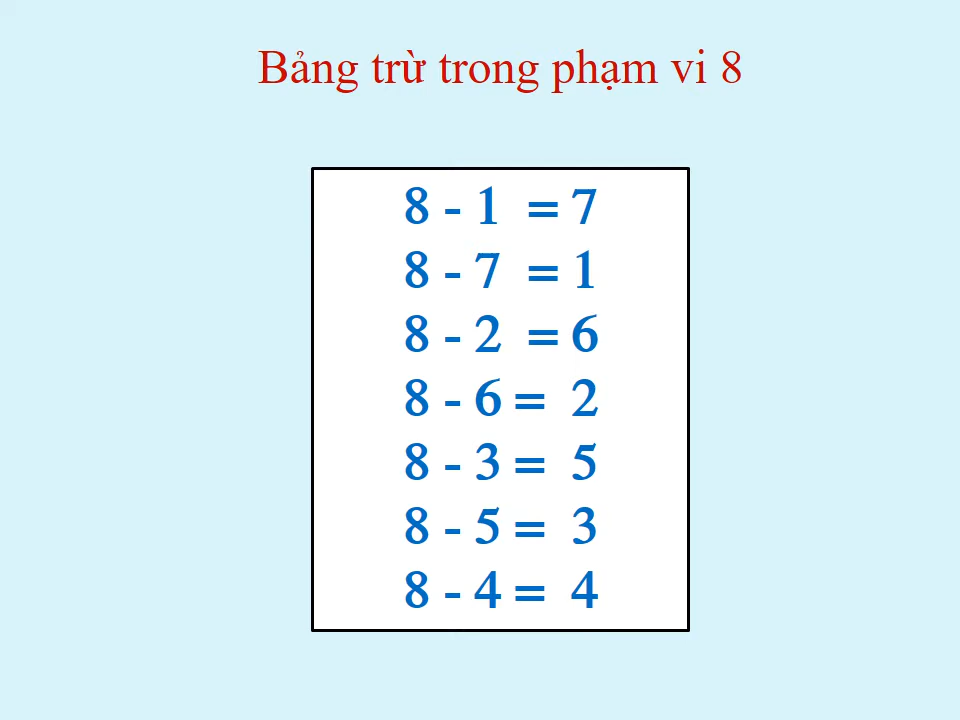 Bảng trừ trong phạm vi 8
8 - 1 = 7
8 - 7 = 1
8 - 2 = 6
8 - 6 = 2
8 - 3 = 5
8 - 5 = 3
8 - 4 = 4